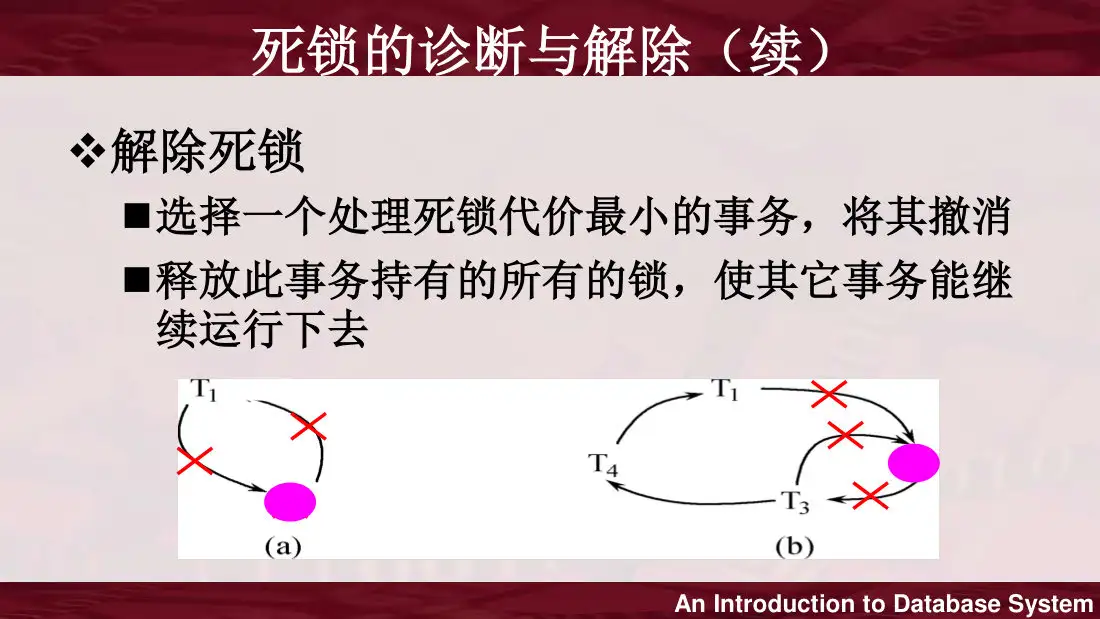 死锁的诊断与解除（续）
❖解除死锁
■选择一个处理死锁代价最小的事务，将其撤消
■释放此事务持有的所有的锁，使其它事务能继
续运行下去
T1
T1
T4
T3
(a)
(b)
An Introduction to Database System